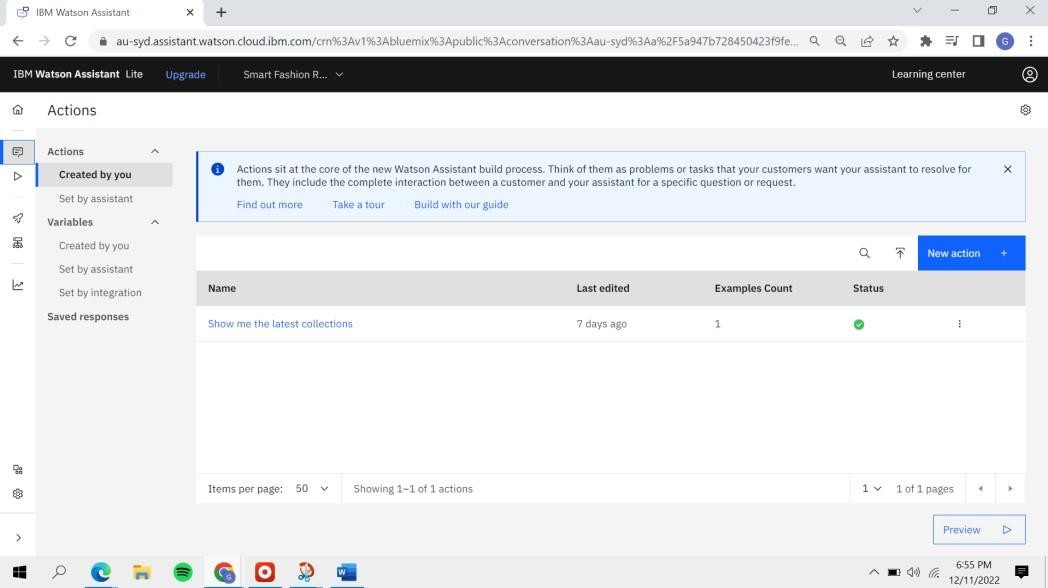 IBM Watson Assistant
au-syd.assistant.watson.cloud.ibm.com/crn%3Av1%3Abluemix%3Apublic%3Aconversation%3Aau-syd%3Aa%2F5a947b728450423f9fe...
G
IBM Watson Assistant Lite
Upgrade
Smart Fashion R...
Learning center
Actions
Actions
Created by you
Set by assistant
Variables
Created by you
Set by assistant
Set by integration
Saved responses
Actions sit at the core of the new Watson Assistant build process. Think of them as problems or tasks that your customers want your assistant to resolve for
them. They include the complete interaction between a customer and your assistant for a specific question or request.
Find out more Take a tour Build with our guide
New action +
Name Last edited Examples Count Status
Show me the latest collections 7 days ago 1
Items per page: 50 Showing 1–1 of 1 actions 1 1 of 1 pages
Preview
6:55 PM
12/11/2022